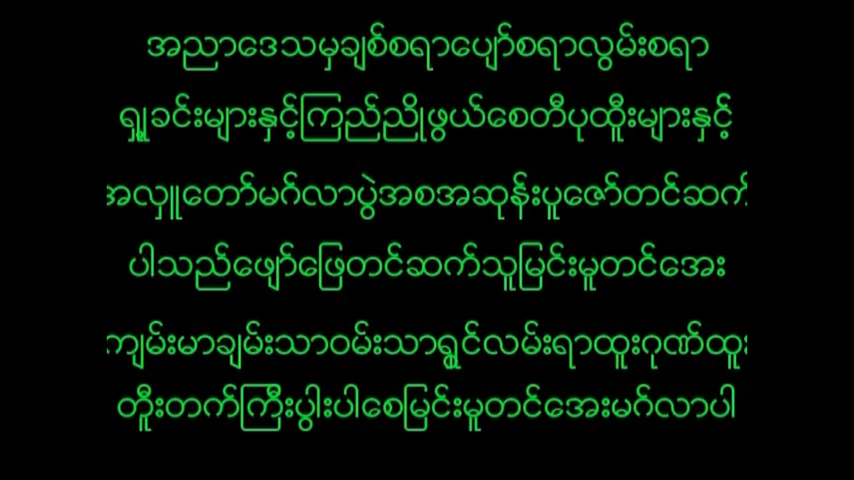 အညာဒေသမှချစ်စရာပျော်စရာလွမ်းစရာ
ရှုခင်းများနှင့်ကြည်ညိုဖွယ်စေတီပုထိုးများနှင့်
အလှူတော်မင်္ဂလာပွဲအစအဆုန်းပူဇော်တင်ဆက်
ပါသည်ဖျော်ဖြေတင်ဆက်သူမြင်းမူတင်အေး
ကျမ်းမာချမ်းသာဝမ်းသာရွှင်လမ်းရာထူးဂုဏ်ထူး
တိုးတက်ကြီးပွါးပါစေမြင်းမူတင်အေးမင်္ဂလာပါ